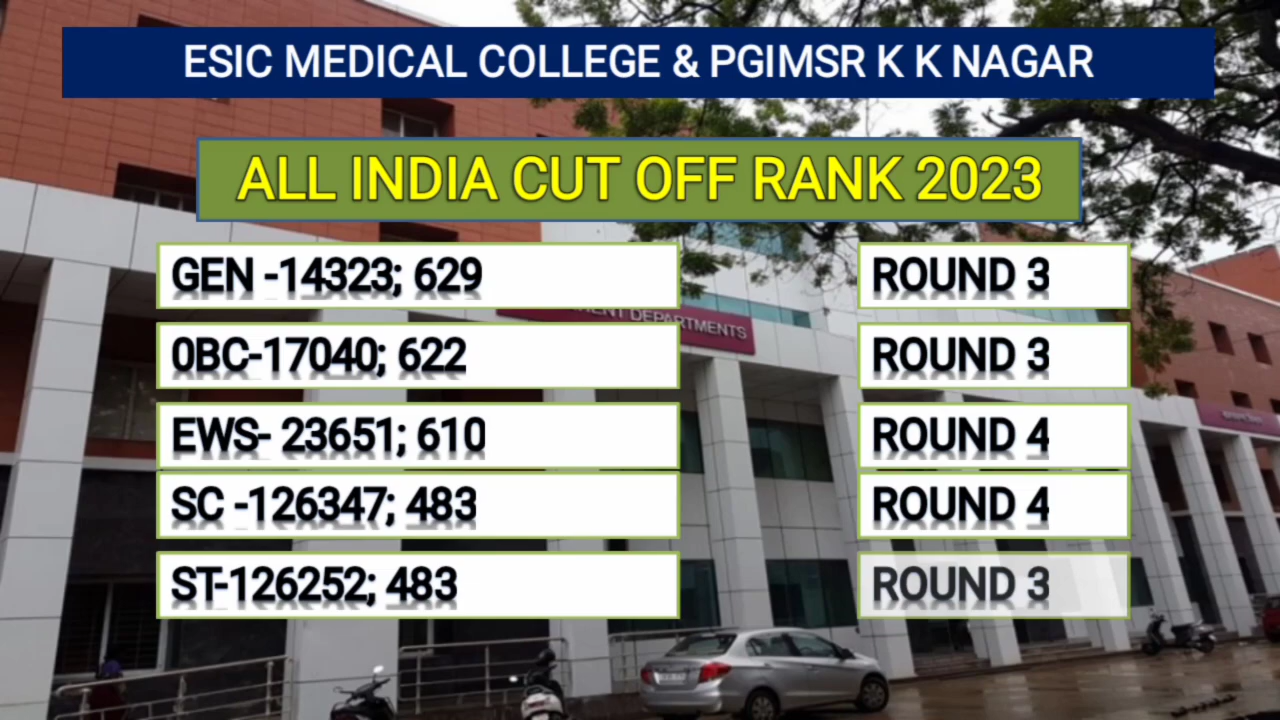 ESIC MEDICAL COLLEGE & PGIMSR K K NAGAR
ALL INDIA CUT OFF RANK 2023
GEN -14323; 629 ROUND 3
0BC-17040; 622 ROUND 3
DEPARTMENTS
EWS- 23651; 610 ROUND 4
SC -126347; 483 ROUND 4
ST-126252; 483 ROUND 3